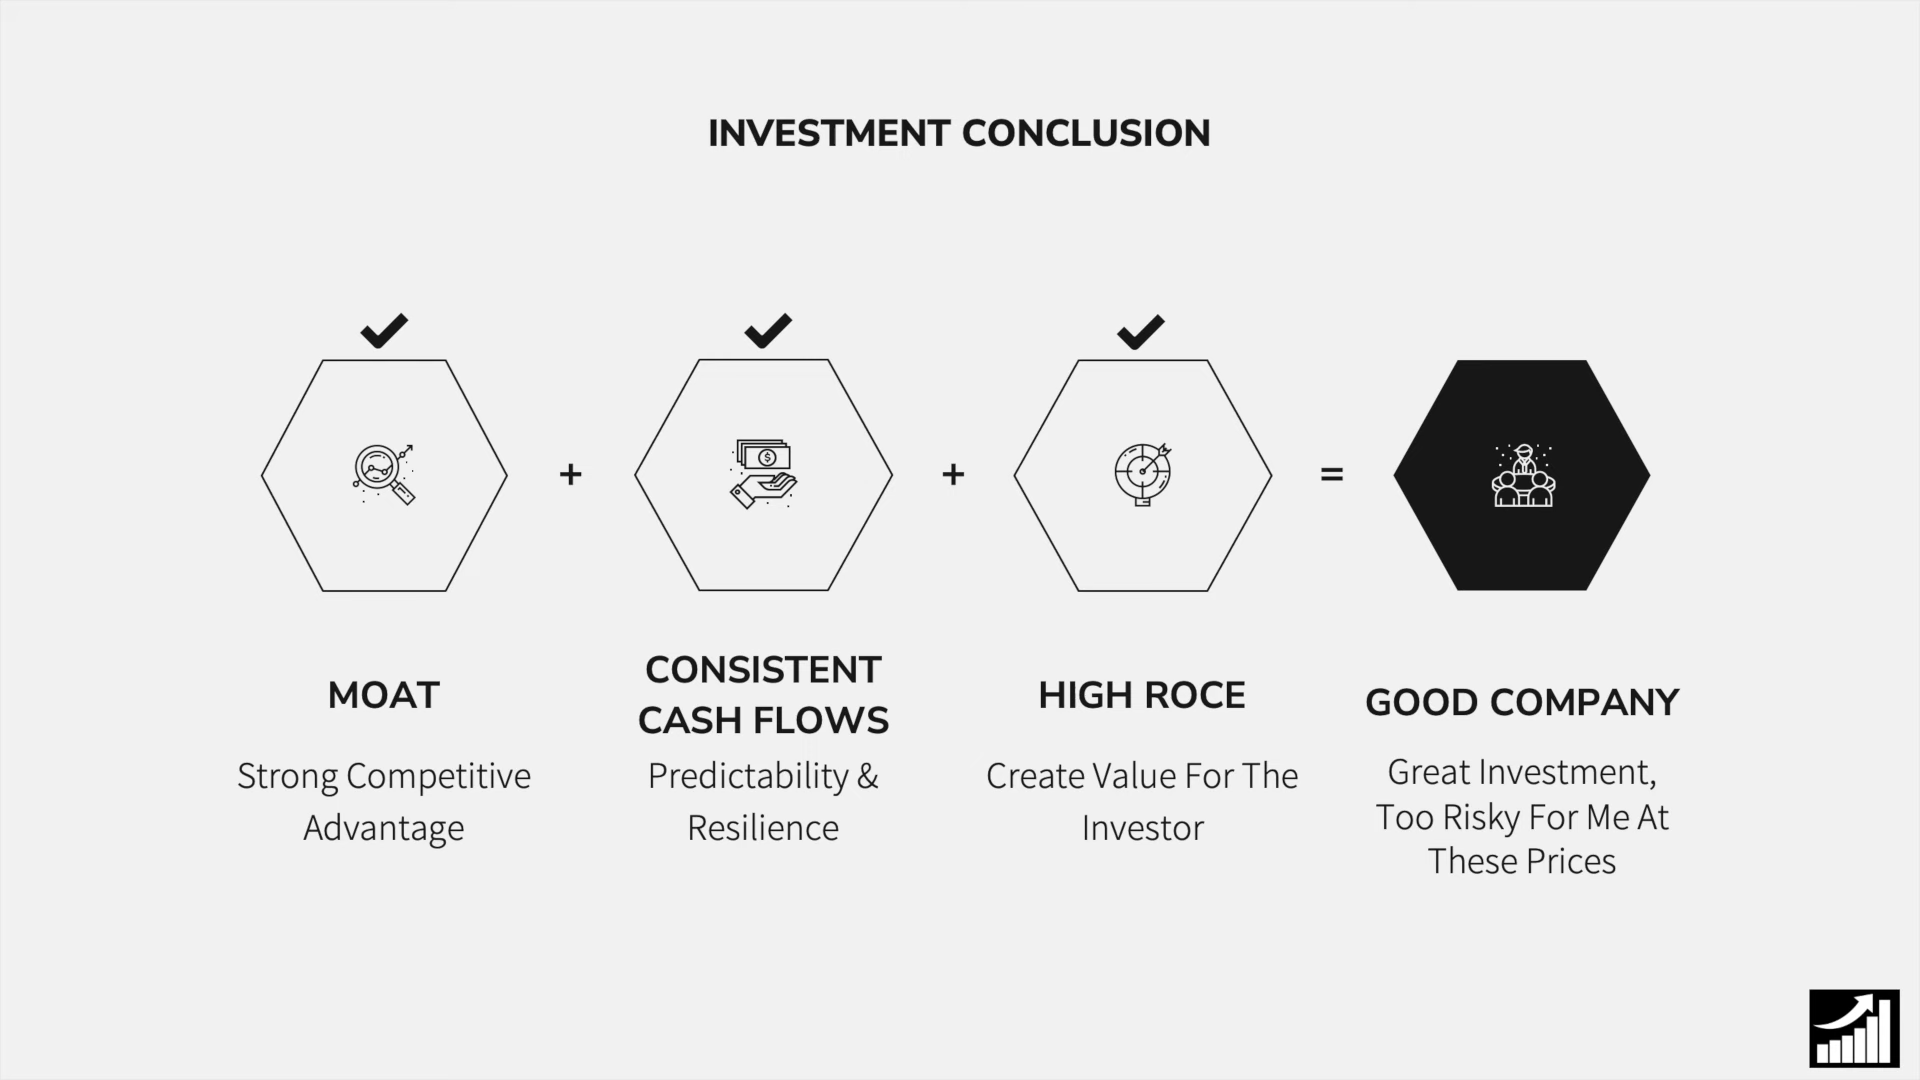 INVESTMENT CONCLUSION
+
+
=
$
MOAT
Strong Competitive
Advantage
CONSISTENT
CASH FLOWS
Predictability &
Resilience
HIGH ROCE
Create Value For The
Investor
GOOD COMPANY
Great Investment,
Too Risky For Me At
These Prices